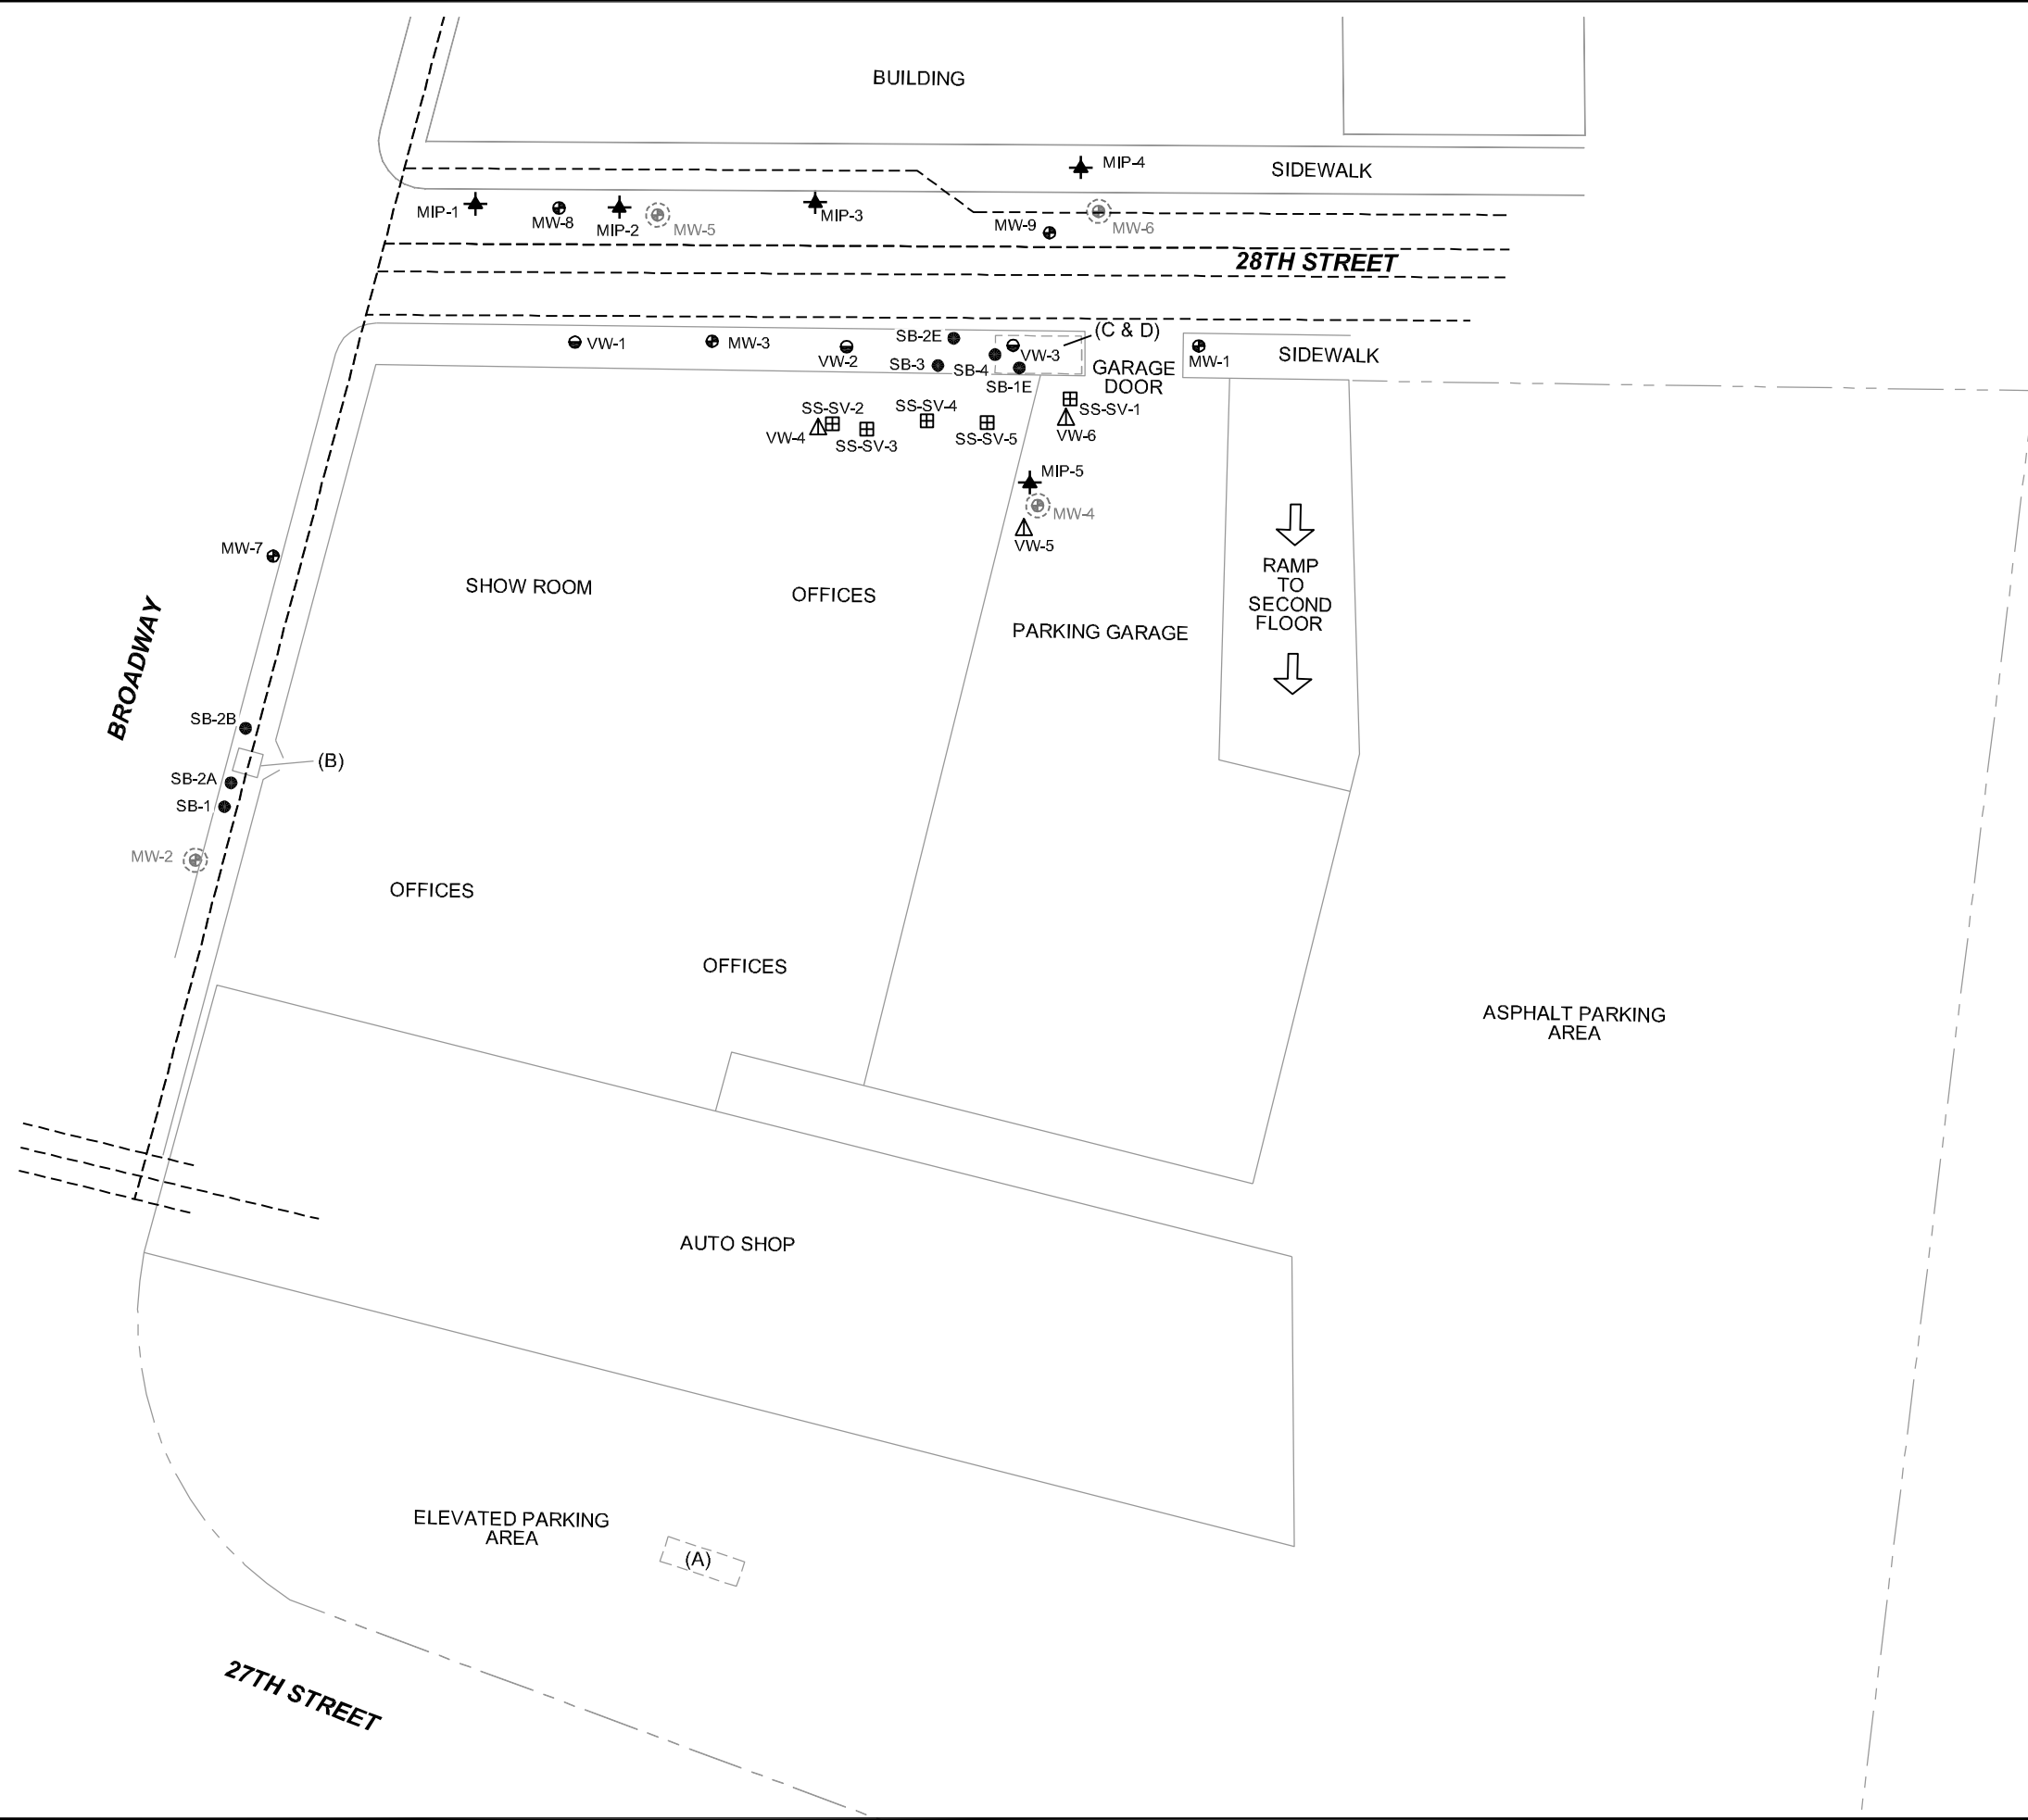 BUILDING
MIP-4
SIDEWALK
MIP-1
MW-8
MIP-2
MW-5
MIP-3
MW-9
MW-6
28TH STREET
VW-1
MW-3
VW-2
SB-2E
SB-3
SB-4
VW-3
SB-1E
(C & D)
GARAGE
DOOR
MW-1
SIDEWALK
SS-SV-2
VW-4
SS-SV-3
SS-SV-4
SS-SV-5
SS-SV-1
VW-6
MIP-5
MW-4
VW-5
MW-7
SHOW ROOM
OFFICES
PARKING GARAGE
RAMP
TO
SECOND
FLOOR
BROADWAY
SB-2B
(B)
SB-2A
SB-1
MW-2
OFFICES
OFFICES
ASPHALT PARKING
AREA
AUTO SHOP
ELEVATED PARKING
AREA
(A)
27TH STREET